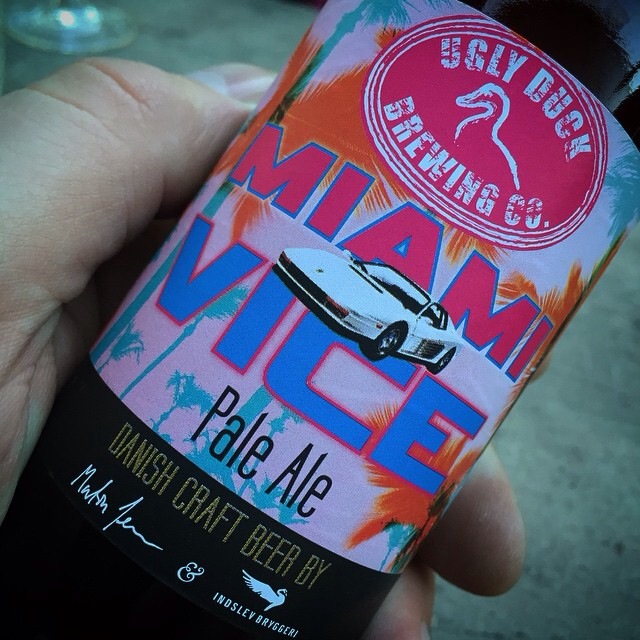 UGLY DUCK
BREWING CO.
MIAMI
VICE
Pale Ale
DANISH CRAFT BEER BY
&
INDSLEV BRYGGERI